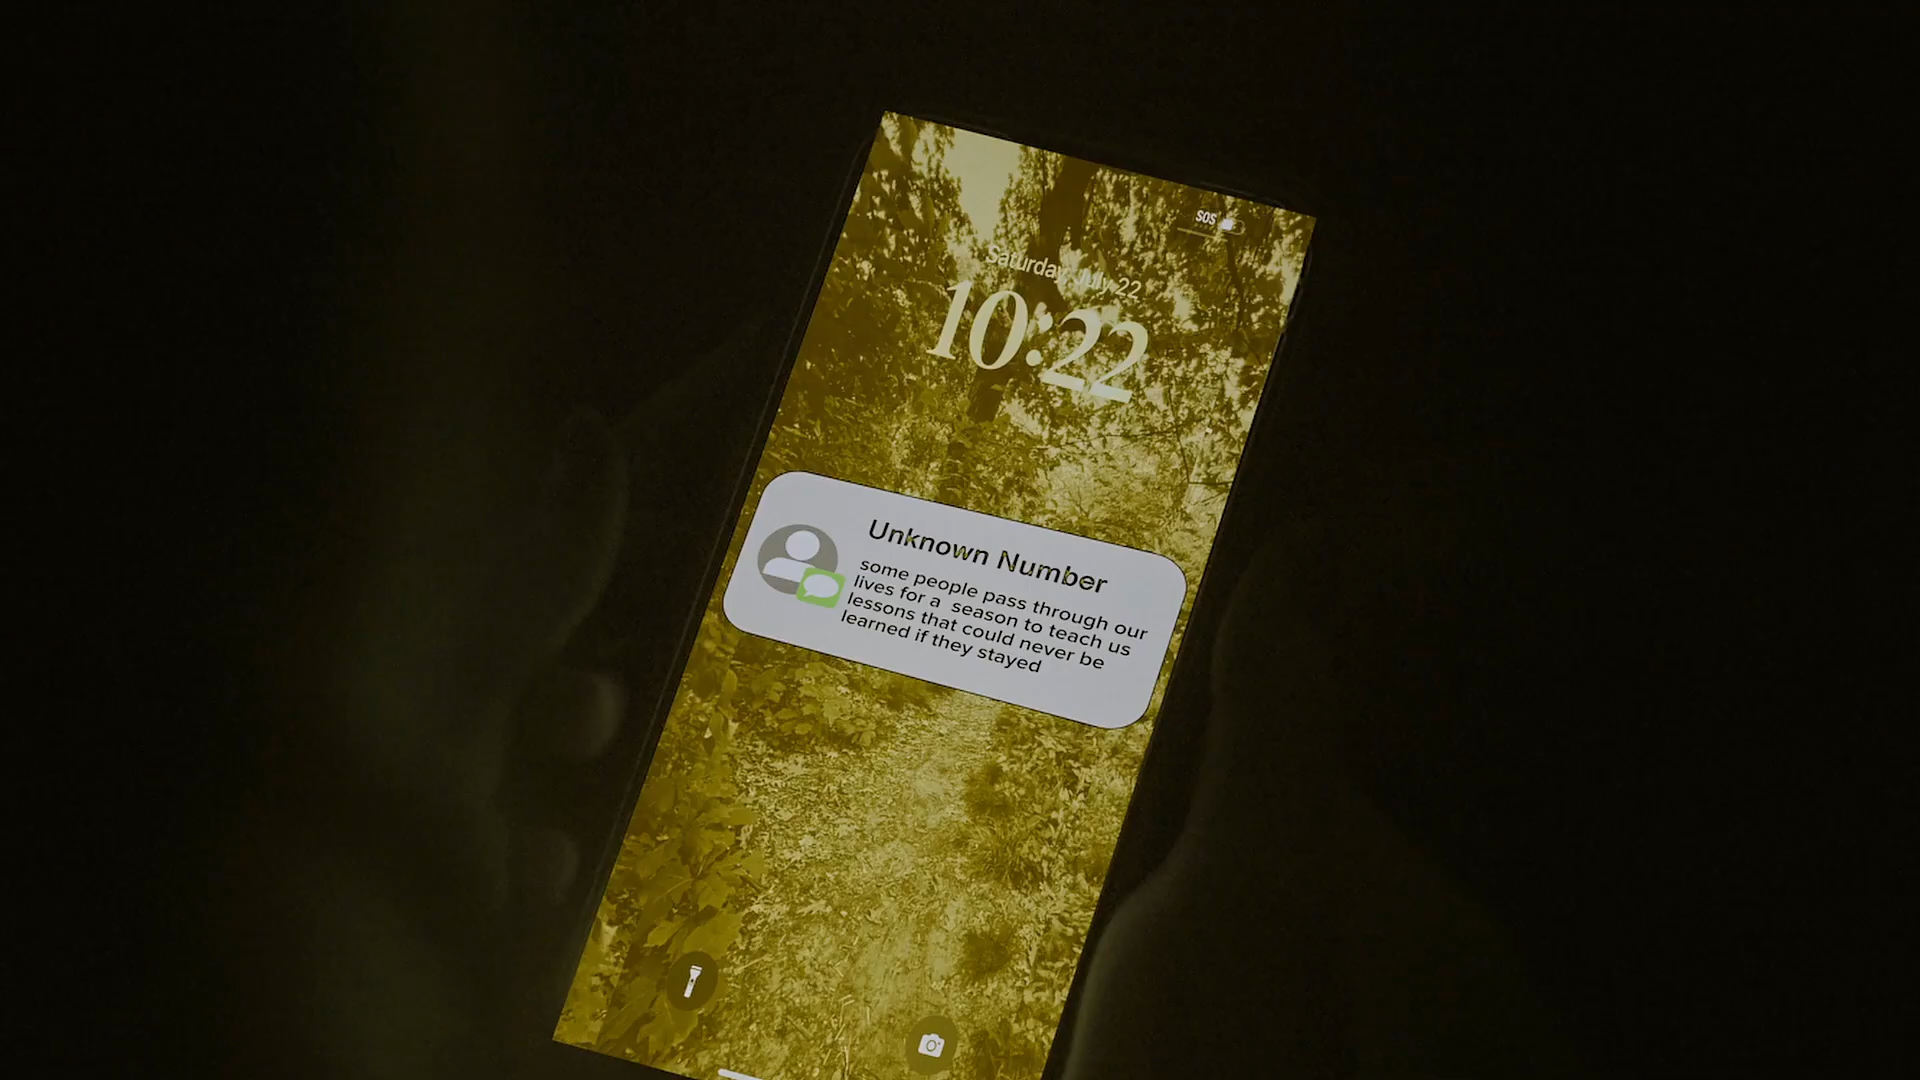 SOS
Saturday, July 22
10:22
Unknown Number
some people pass through our
lives for a season to teach us
lessons that could never be
learned if they stayed